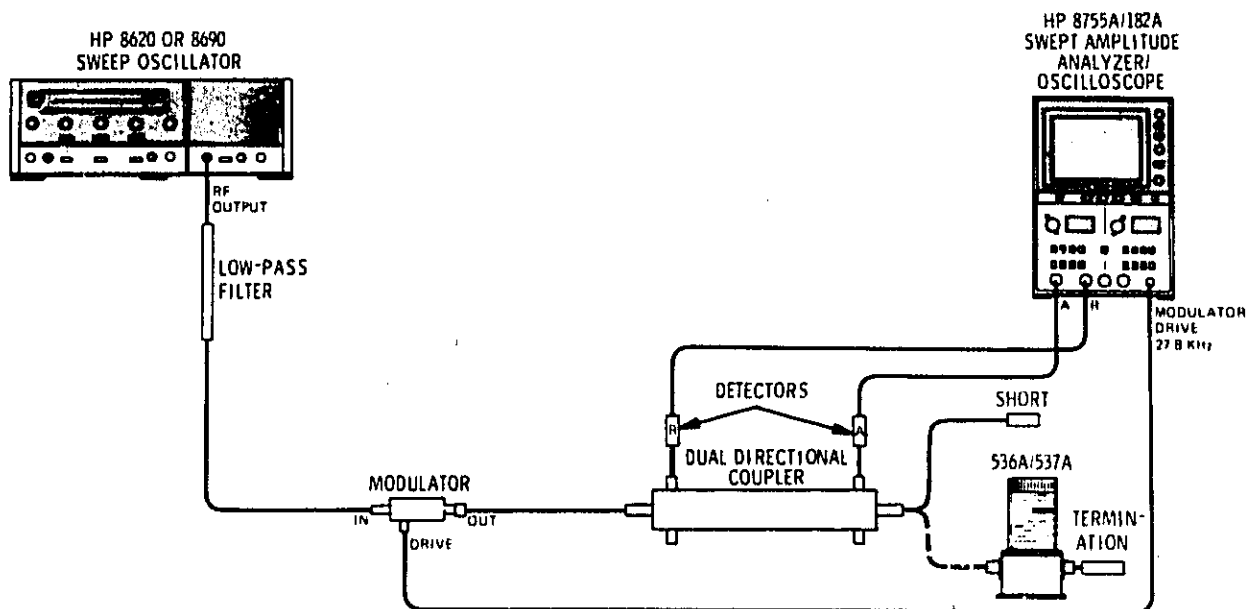 HP 8620 OR 8690
SWEEP OSCILLATOR
HP 8755A/182A
SWEPT AMPLITUDE
ANALYZER/
OSCILLOSCOPE
RF
OUTPUT
LOW-PASS
FILTER
A
R
MODULATOR
DRIVE
27 8 KHz
DETECTORS
R
A
SHORT
DUAL DIRECTIONAL
COUPLER
536A/537A
MODULATOR
IN
OUT
DRIVE
TERMIN-
ATION